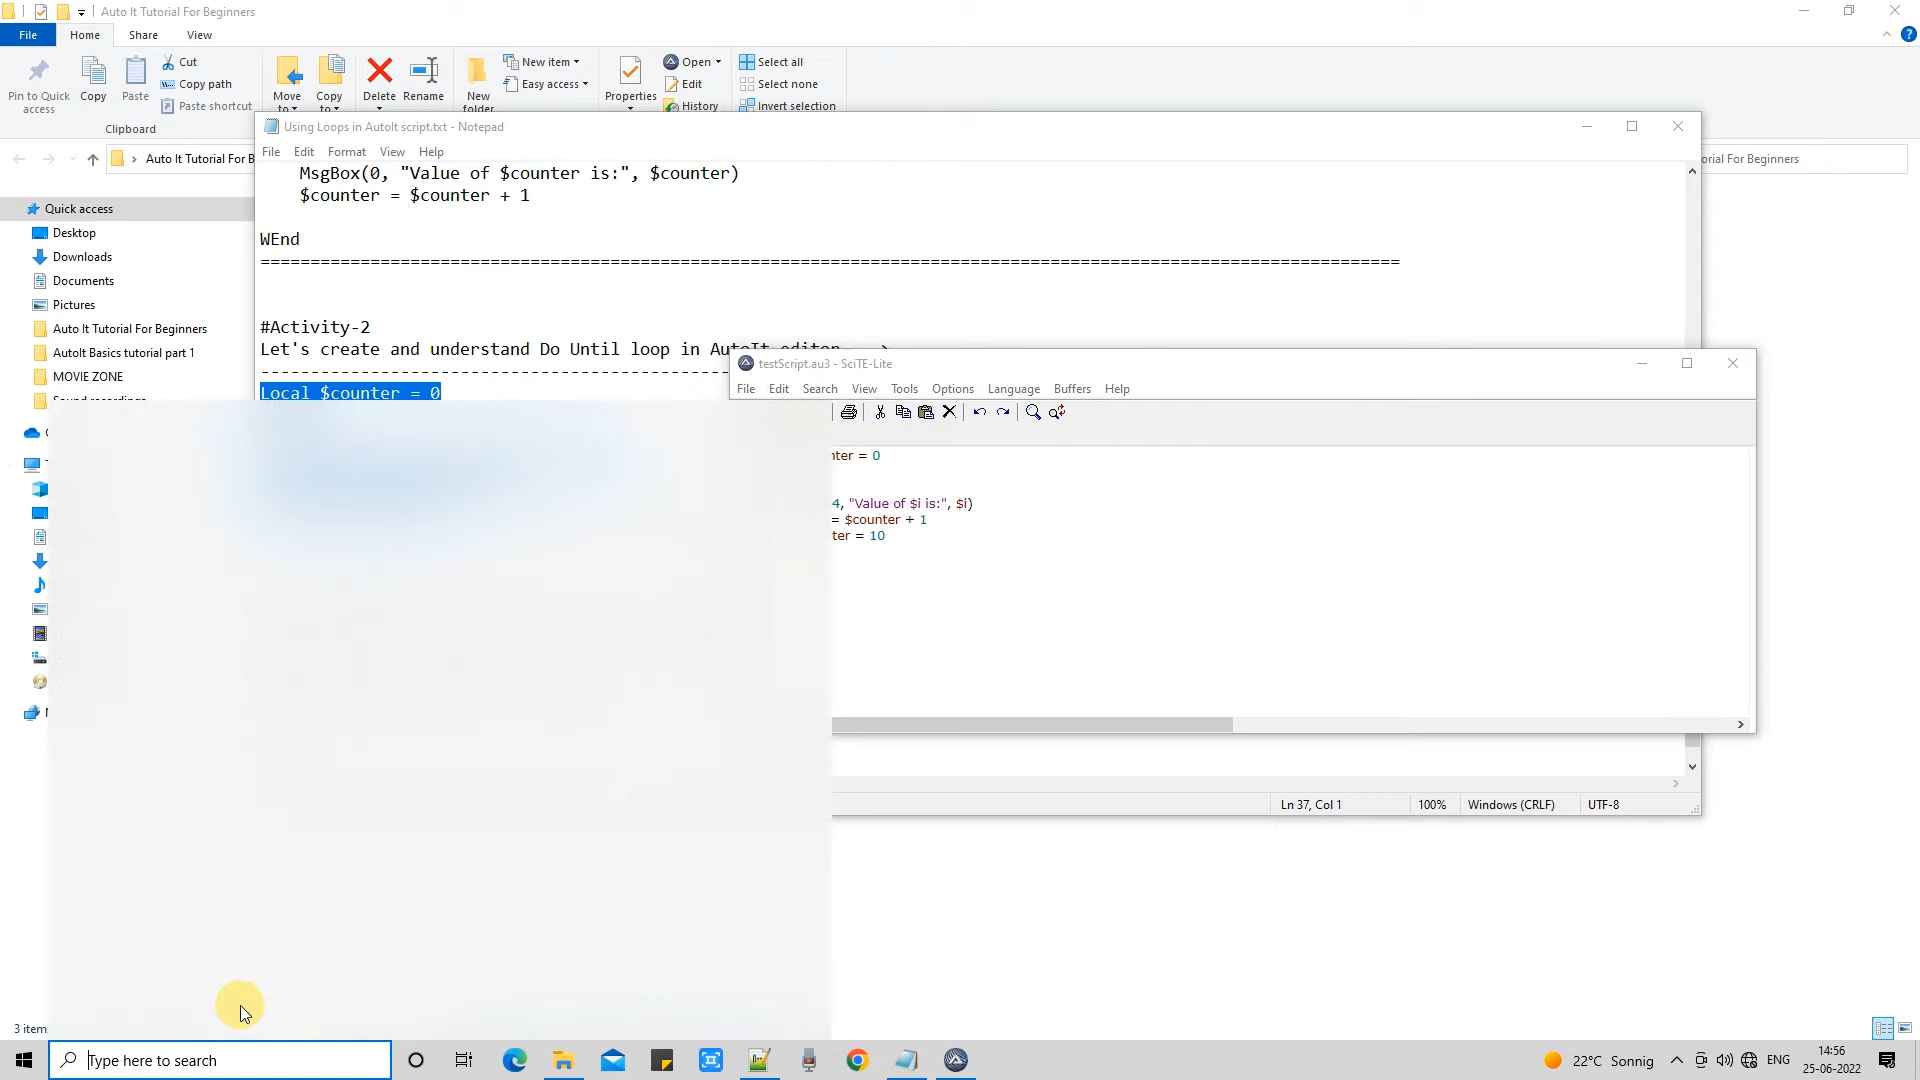 Auto It Tutorial For Beginners
File Home Share View
Pin to Quick access
Copy
Paste
Cut
Copy path
Paste shortcut
Clipboard
Move to
Copy to
Delete
Rename
New folder
New item
Easy access
Properties
Open
Edit
History
Select all
Select none
Invert selection
Auto It Tutorial For B
orial For Beginners
Quick access
Desktop
Downloads
Documents
Pictures
Auto It Tutorial For Beginners
AutoIt Basics tutorial part 1
MOVIE ZONE
Sound recordings
3 items
Using Loops in AutoIt script.txt - Notepad
File Edit Format View Help
MsgBox(0, "Value of $counter is:", $counter)
$counter = $counter + 1
WEnd
==================================================================================================================
#Activity-2
Let's create and understand Do Until loop in AutoIt editor
Local $counter = 0
Ln 37, Col 1
100%
Windows (CRLF)
UTF-8
testScript.au3 - SciTE-Lite
File Edit Search View Tools Options Language Buffers Help
nter = 0
4, "Value of $i is:", $i)
= $counter + 1
ter = 10
Type here to search
22°C Sonnig
ENG
14:56
25-06-2022